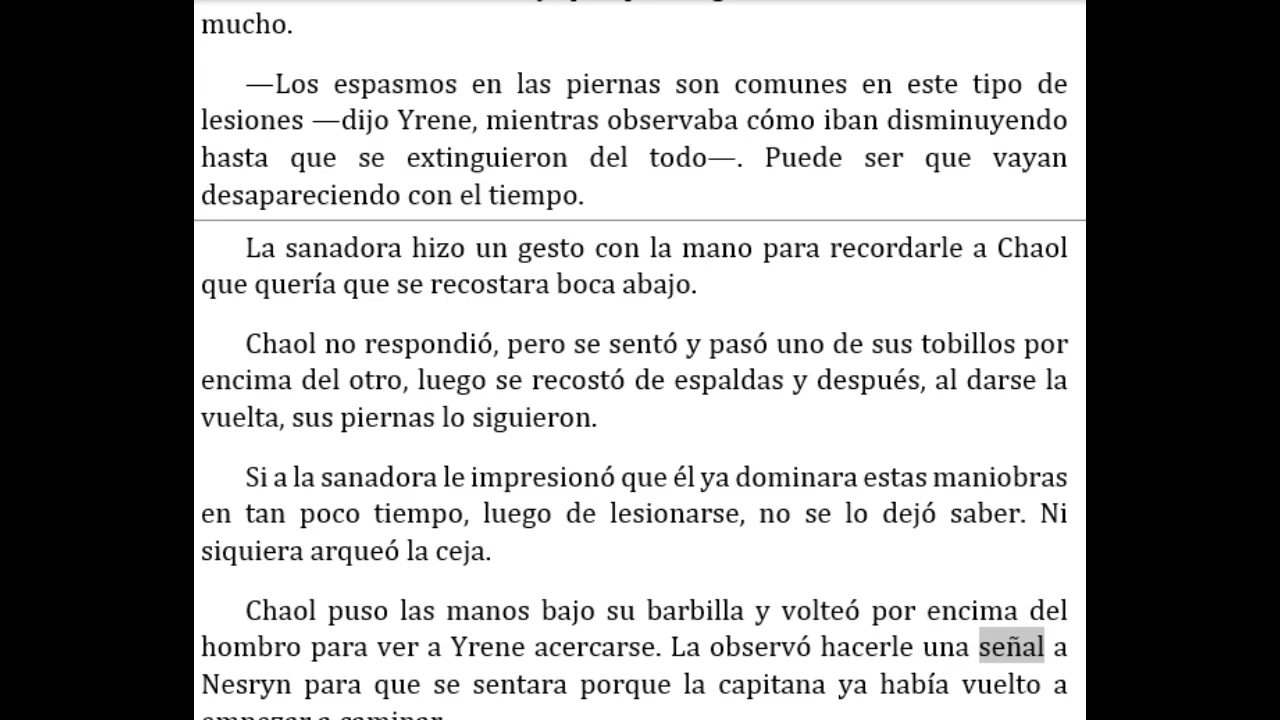 mucho.
—Los espasmos en las piernas son comunes en este tipo de
lesiones —dijo Yrene, mientras observaba cómo iban disminuyendo
hasta que se extinguieron del todo—. Puede ser que vayan
desapareciendo con el tiempo.
La sanadora hizo un gesto con la mano para recordarle a Chaol
que quería que se recostara boca abajo.
Chaol no respondió, pero se sentó y pasó uno de sus tobillos por
encima del otro, luego se recostó de espaldas y después, al darse la
vuelta, sus piernas lo siguieron.
Si a la sanadora le impresionó que él ya dominara estas maniobras
en tan poco tiempo, luego de lesionarse, no se lo dejó saber. Ni
siquiera arqueó la ceja.
Chaol puso las manos bajo su barbilla y volteó por encima del
hombro para ver a Yrene acercarse. La observó hacerle una señal a
Nesryn para que se sentara porque la capitana ya había vuelto a
empezar a caminar.